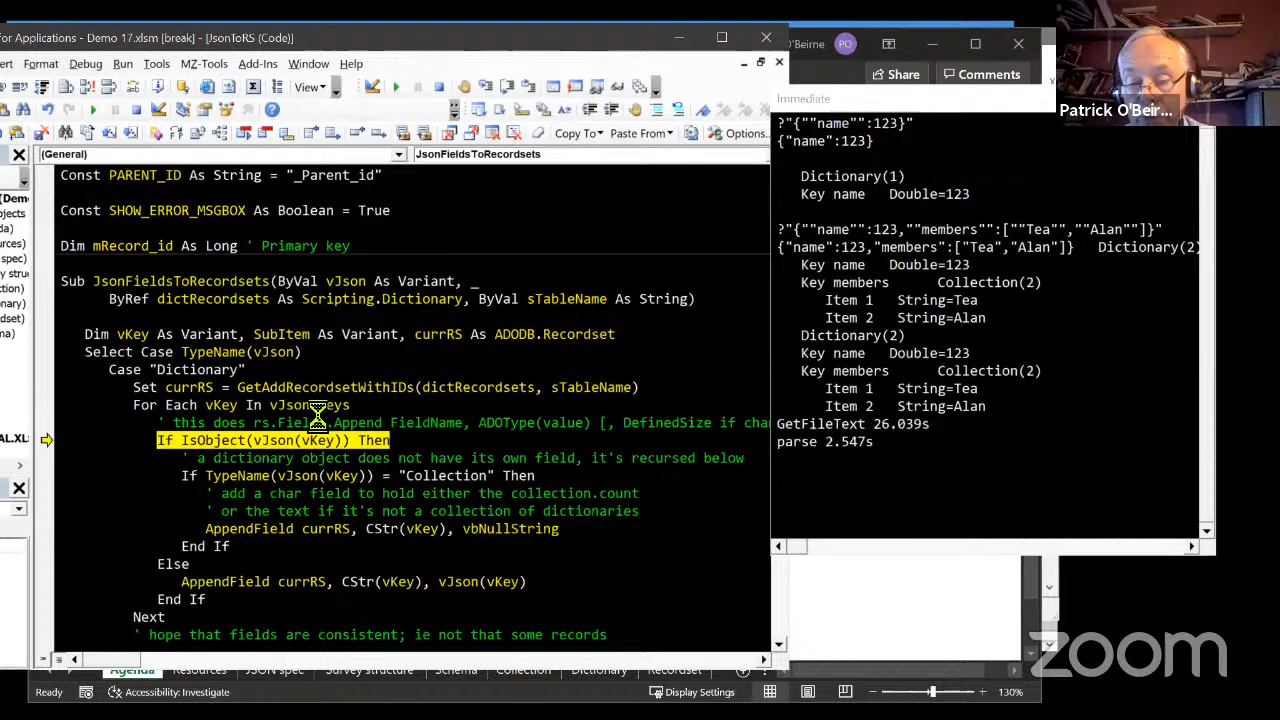 for Applications - Demo 17.xlsm [break] - [JsonToRS (Code)]
Format Debug Run Tools MZ-Tools Add-Ins Window Help
View
Copy To Paste From Options..
(General) JsonFieldsToRecordsets
Const PARENT_ID As String = "_Parent_id"
Const SHOW_ERROR_MSGBOX As Boolean = True
Dim mRecord_id As Long ' Primary key
Sub JsonFieldsToRecordsets(ByVal vJson As Variant, _
ByRef dictRecordsets As Scripting.Dictionary, ByVal sTableName As String)
Dim vKey As Variant, SubItem As Variant, currRS As ADODB.Recordset
Select Case TypeName(vJson)
Case "Dictionary"
Set currRS = GetAddRecordsetWithIDs(dictRecordsets, sTableName)
For Each vKey In vJson.Keys
' this does rs.Fields.Append FieldName, ADOType(value) [, DefinedSize if char
If IsObject(vJson(vKey)) Then
' a dictionary object does not have its own field, it's recursed below
If TypeName(vJson(vKey)) = "Collection" Then
' add a char field to hold either the collection.count
' or the text if it's not a collection of dictionaries
AppendField currRS, CStr(vKey), vbNullString
End If
Else
AppendField currRS, CStr(vKey), vJson(vKey)
End If
Next
' hope that fields are consistent; ie not that some records
Agenda Resources JSON spec Survey structure Schema Collection Dictionary Recordset
Ready Accessibility: Investigate Display Settings 130%
O'Beirne PO
Share Comments
Immediate
?"{""name"":123}"
{"name":123}
Dictionary(1)
Key name Double=123
?"{""name"":123,""members"":[""Tea"",""Alan""]}"
{"name":123,"members":["Tea","Alan"]} Dictionary(2)
Key name Double=123
Key members Collection(2)
Item 1 String=Tea
Item 2 String=Alan
Dictionary(2)
Key name Double=123
Key members Collection(2)
Item 1 String=Tea
Item 2 String=Alan
GetFileText 26.039s
parse 2.547s
Patrick O'Beir...
zoom